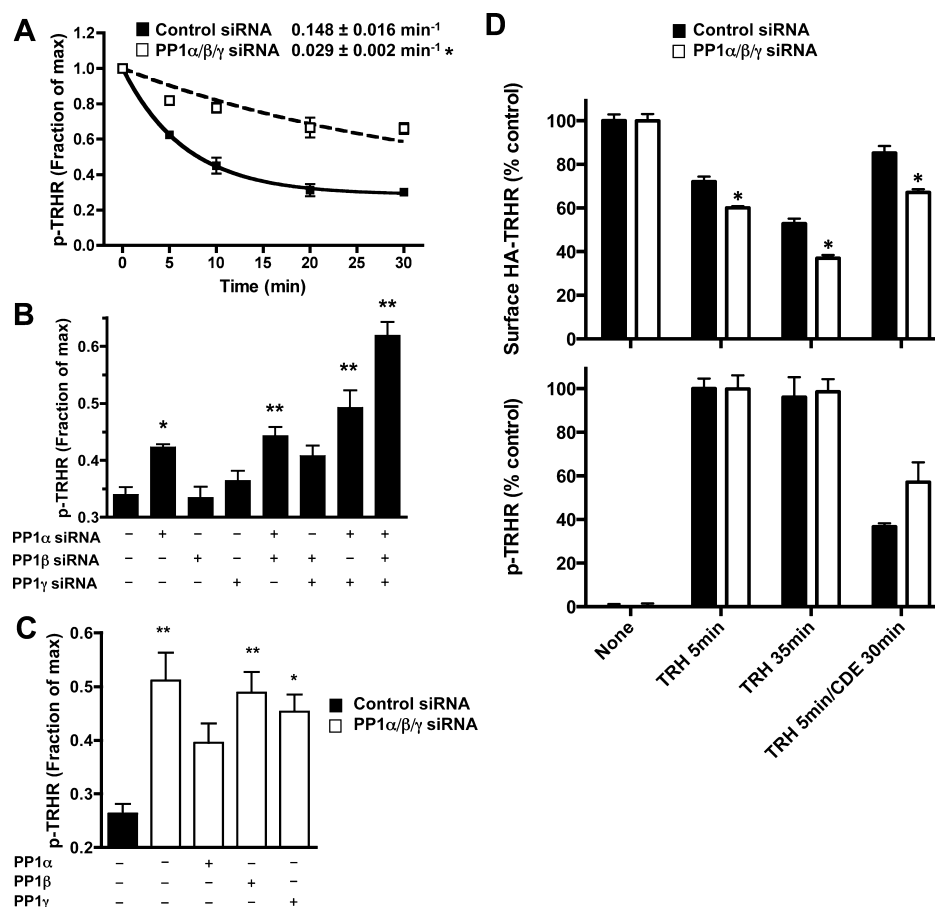 A
Control siRNA 0.148 ± 0.016 min⁻¹
PP1α/β/γ siRNA 0.029 ± 0.002 min⁻¹ *
p-TRHR (Fraction of max)
1.2
1.0
0.8
0.6
0.4
0.2
0.0
0 5 10 15 20 25 30
Time (min)
B
p-TRHR (Fraction of max)
0.6
0.5
0.4
0.3
* ** ** **
PP1α siRNA – + – – + – + +
PP1β siRNA – – + – + + – +
PP1γ siRNA – – – + – + + +
C
p-TRHR (Fraction of max)
0.6
0.5
0.4
0.3
0.2
** ** *
Control siRNA
PP1α/β/γ siRNA
PP1α – – + – –
PP1β – – – + –
PP1γ – – – – +
D
Control siRNA
PP1α/β/γ siRNA
Surface HA-TRHR (% control)
100
80
60
40
20
0
* * *
p-TRHR (% control)
100
80
60
40
20
0
None
TRH 5min
TRH 35min
TRH 5min/CDE 30min